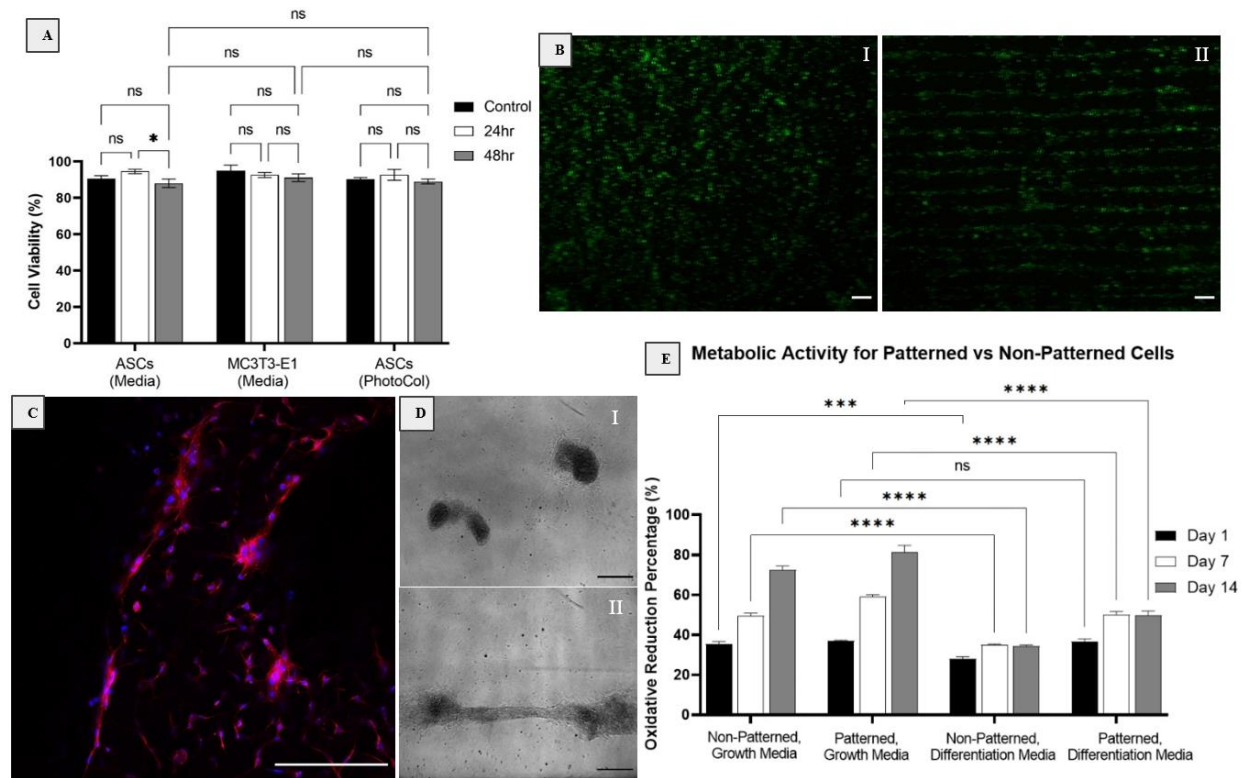 A
ns
ns
ns
ns
ns
ns
ns
ns
*
ns
ns
ns
ns
Control
24hr
48hr
Cell Viability (%)
100
80
60
40
20
0
ASCs
(Media)
MC3T3-E1
(Media)
ASCs
(PhotoCol)
B
I
II
C
D
I
II
E
Metabolic Activity for Patterned vs Non-Patterned Cells
****
***
****
ns
****
****
Oxidative Reduction Percentage (%)
100
80
60
40
20
0
Day 1
Day 7
Day 14
Non-Patterned,
Growth Media
Patterned,
Growth Media
Non-Patterned,
Differentiation Media
Patterned,
Differentiation Media